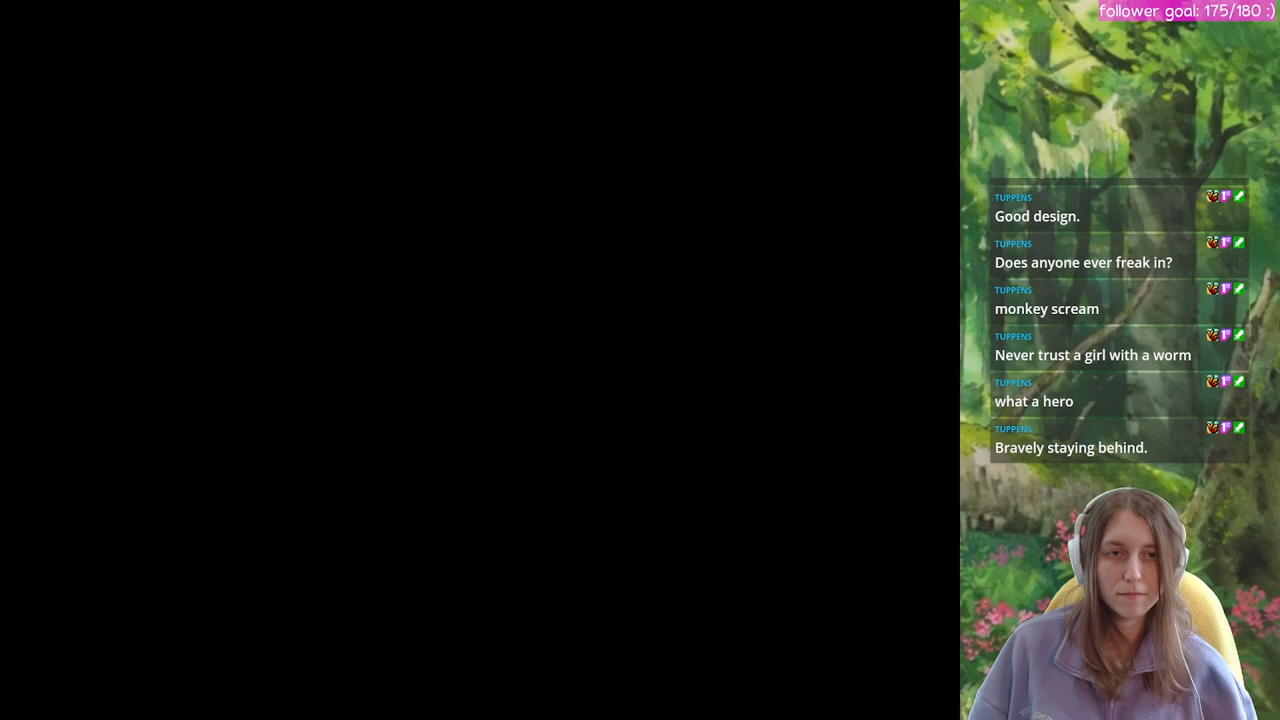 follower goal: 175/180 :)
TUPPENS
Good design.
TUPPENS
Does anyone ever freak in?
TUPPENS
monkey scream
TUPPENS
Never trust a girl with a worm
TUPPENS
what a hero
TUPPENS
Bravely staying behind.